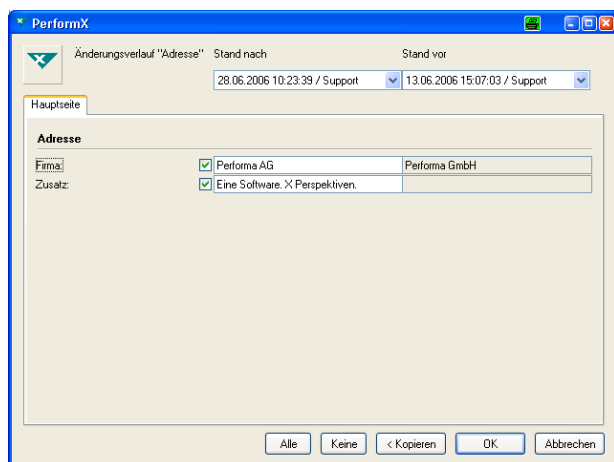 PerformX
Änderungsverlauf "Adresse" Stand nach Stand vor
28.06.2006 10:23:39 / Support 13.06.2006 15:07:03 / Support
Hauptseite
Adresse
Firma: Performa AG Performa GmbH
Zusatz: Eine Software. X Perspektiven.
Alle Keine < Kopieren OK Abbrechen